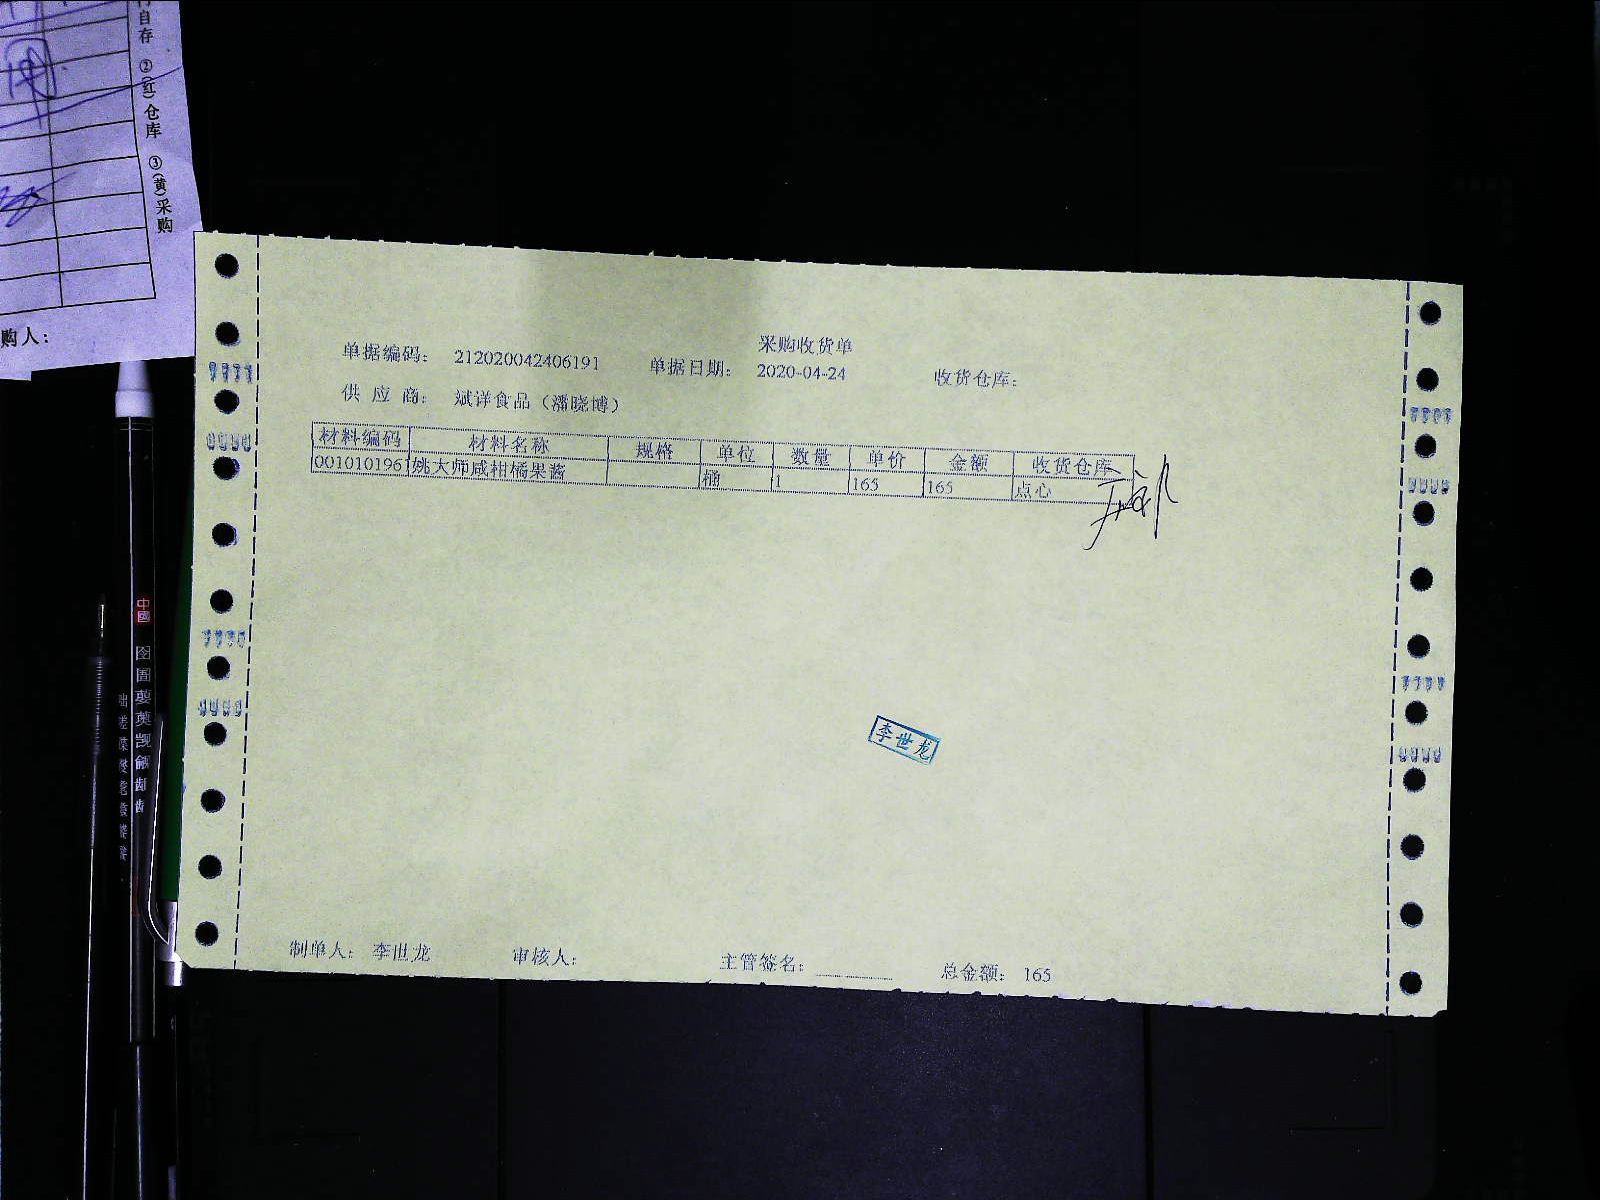 自存 ②(红)仓库 ③(黄)采购
购人：
采购收货单
单据编码： 212020042406191 单据日期： 2020-04-24 收货仓库：
供 应 商： 斌详食品（潘晓博）
材料编码 材料名称 规格 单位 数量 单价 金额 收货仓库
0010101961 姚大师咸柑橘果酱 桶 1 165 165 点心
李世龙
制单人： 李世龙 审核人： 主管签名： 总金额： 165
中国